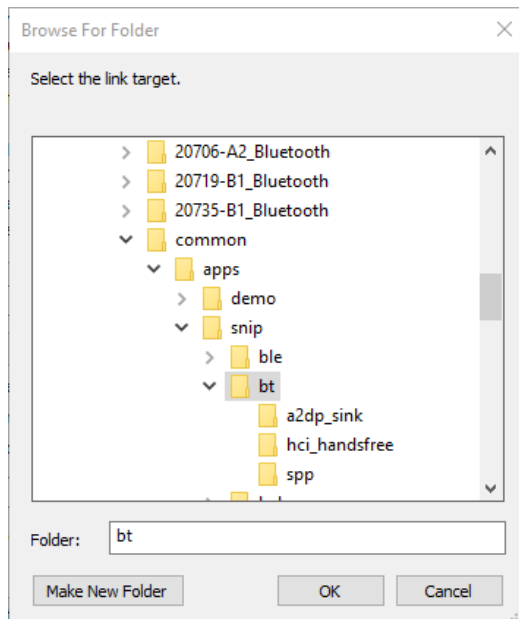 Browse For Folder
Select the link target.
20706-A2_Bluetooth
20719-B1_Bluetooth
20735-B1_Bluetooth
common
apps
demo
snip
ble
bt
a2dp_sink
hci_handsfree
spp
Folder: bt
Make New Folder OK Cancel